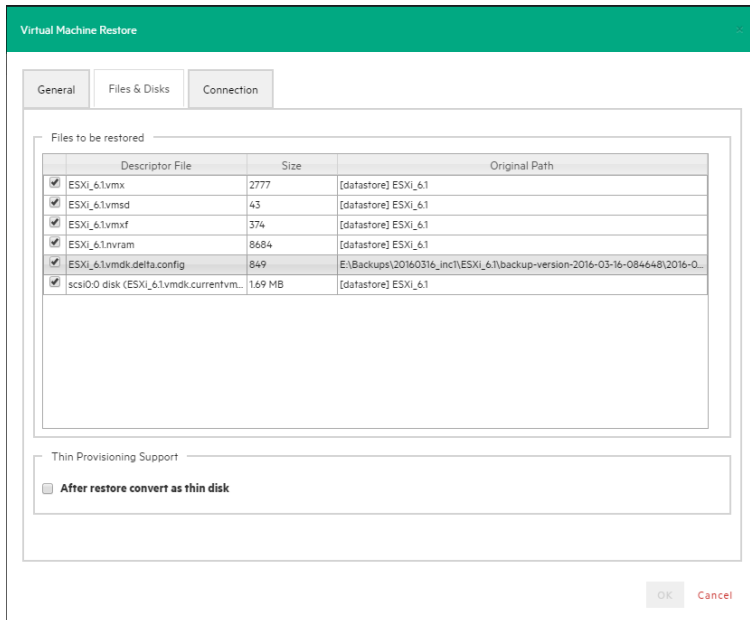 Virtual Machine Restore
General Files & Disks Connection
Files to be restored
Descriptor File Size Original Path
ESXi_6.1.vmx 2777 [datastore] ESXi_6.1
ESXi_6.1.vmsd 43 [datastore] ESXi_6.1
ESXi_6.1.vmxf 374 [datastore] ESXi_6.1
ESXi_6.1.nvram 8684 [datastore] ESXi_6.1
ESXi_6.1.vmdk.delta.config 849 E:\Backups\20160316_inc1\ESXi_6.1\backup-version-2016-03-16-084648\2016-0...
scsi0:0 disk (ESXi_6.1.vmdk.currentvm... 1.69 MB [datastore] ESXi_6.1
Thin Provisioning Support
After restore convert as thin disk
OK Cancel